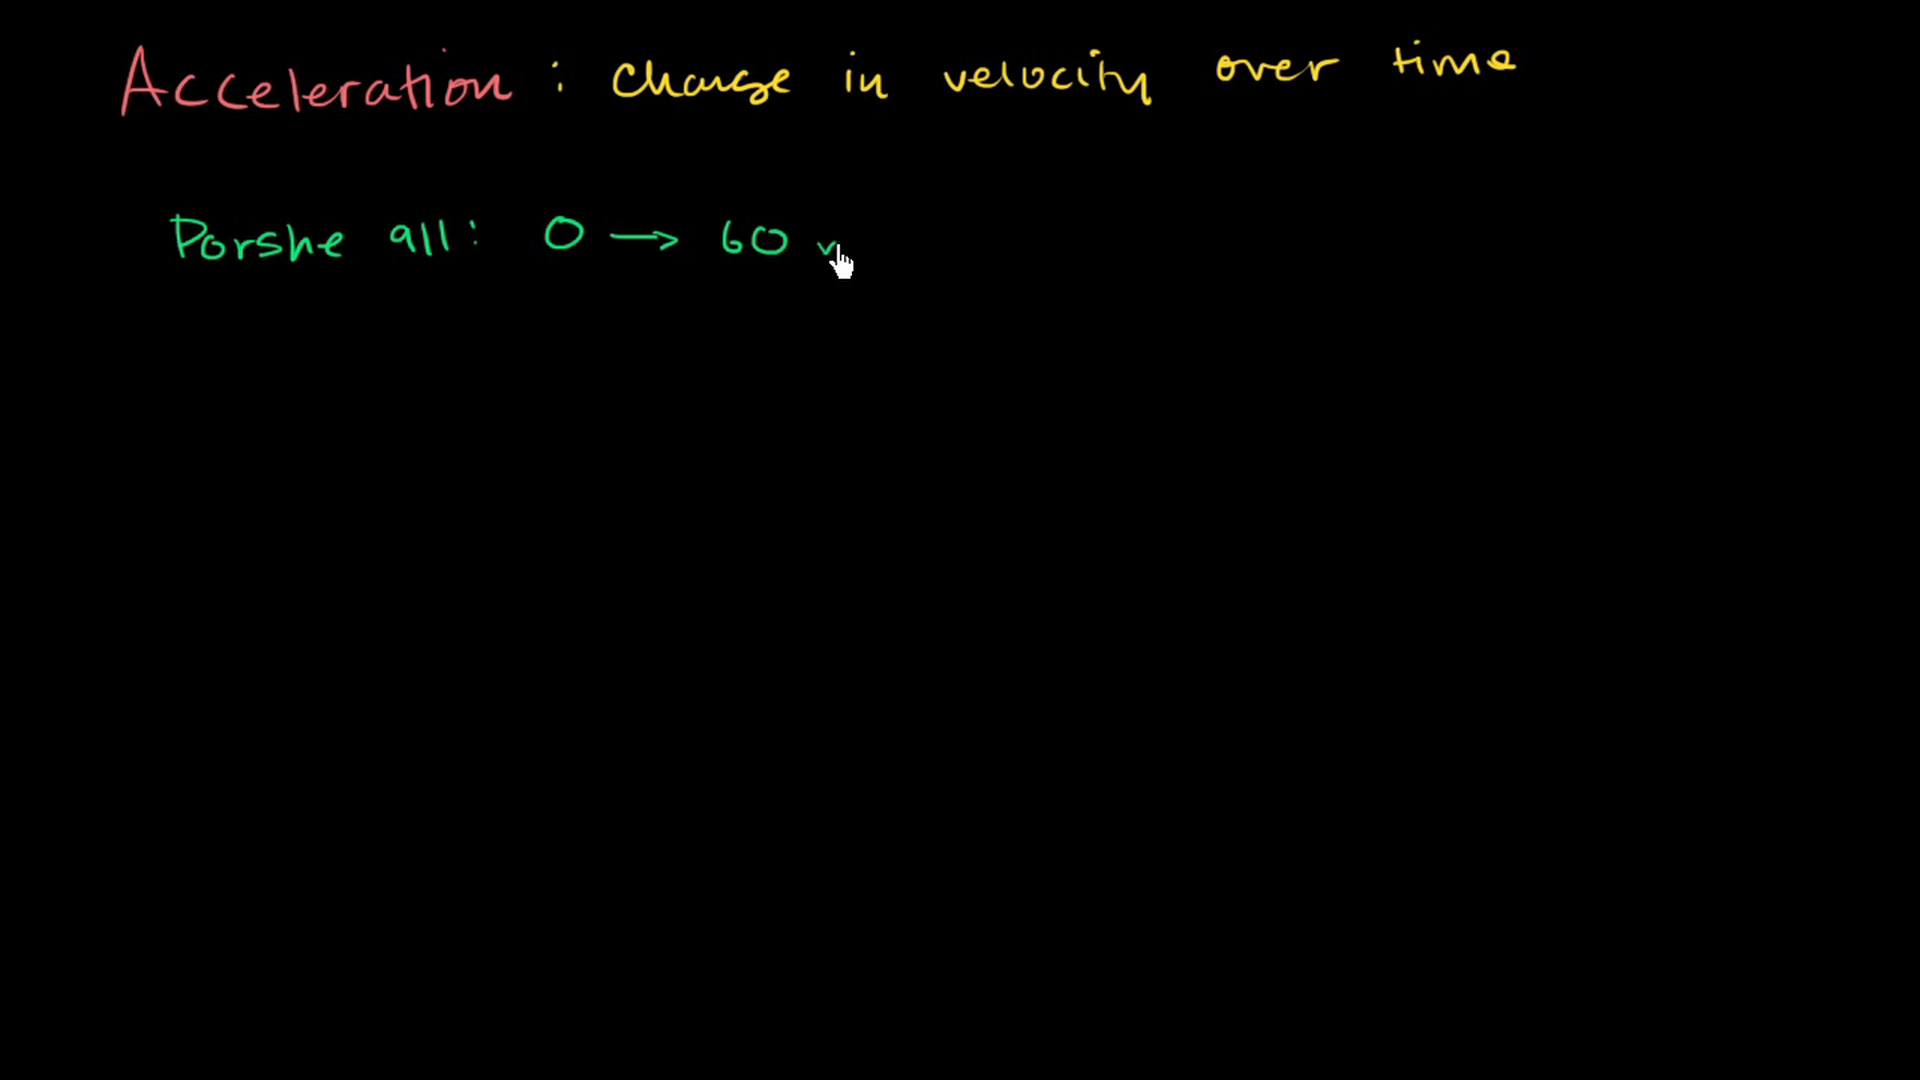 Acceleration : change in velocity over time
Porshe 911: 0 → 60